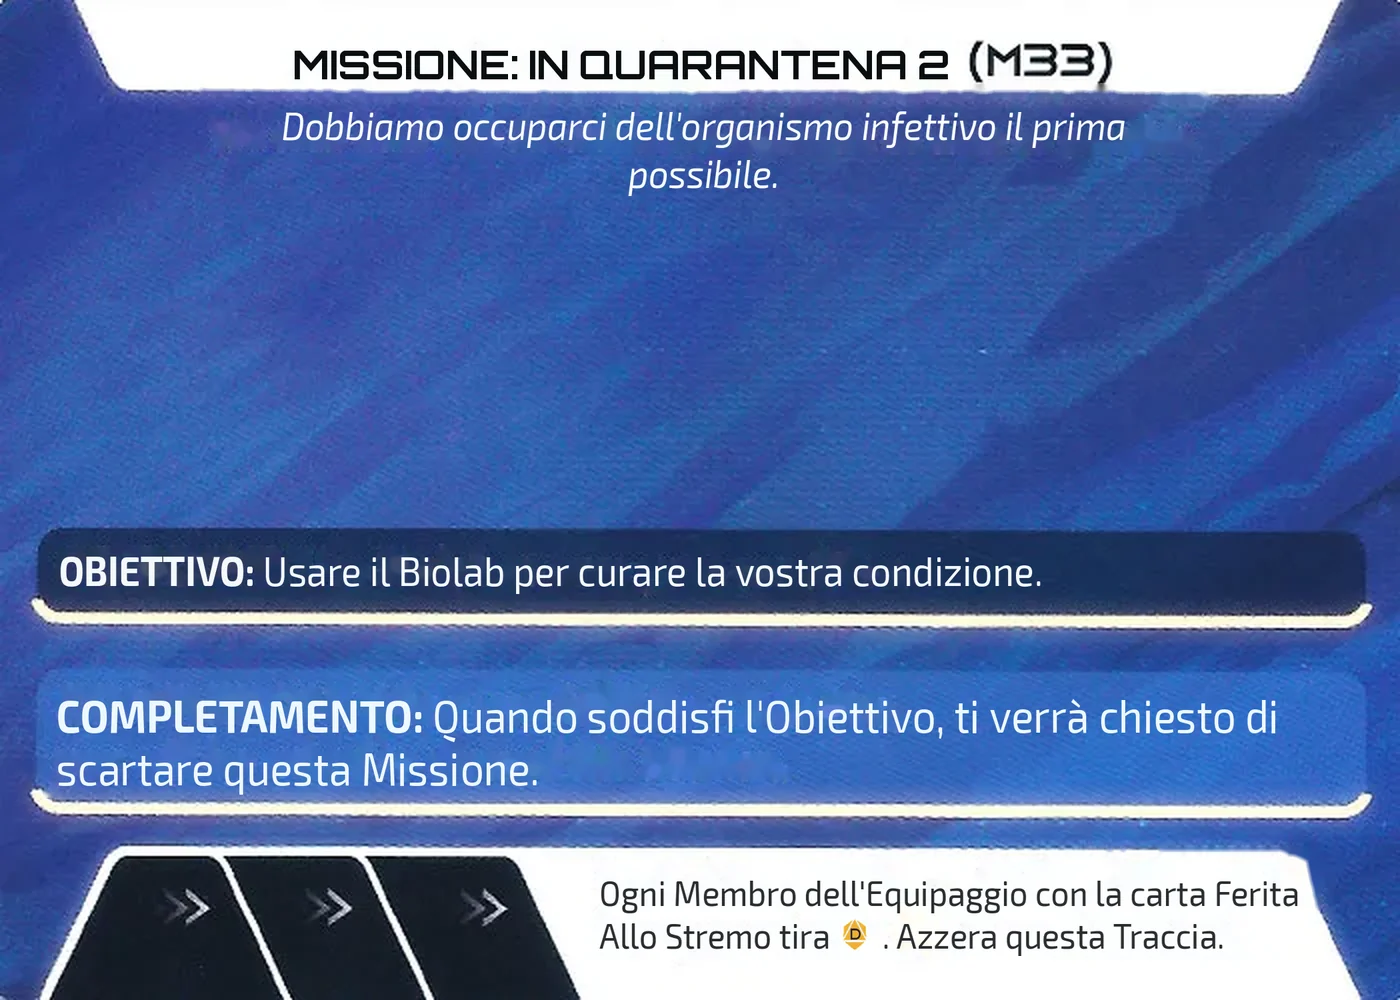 MISSIONE: IN QUARANTENA 2 (M33)
Dobbiamo occuparci dell'organismo infettivo il prima
possibile.
OBIETTIVO: Usare il Biolab per curare la vostra condizione.
COMPLETAMENTO: Quando soddisfi l'Obiettivo, ti verrà chiesto di
scartare questa Missione.
Ogni Membro dell'Equipaggio con la carta Ferita
Allo Stremo tira D . Azzera questa Traccia.